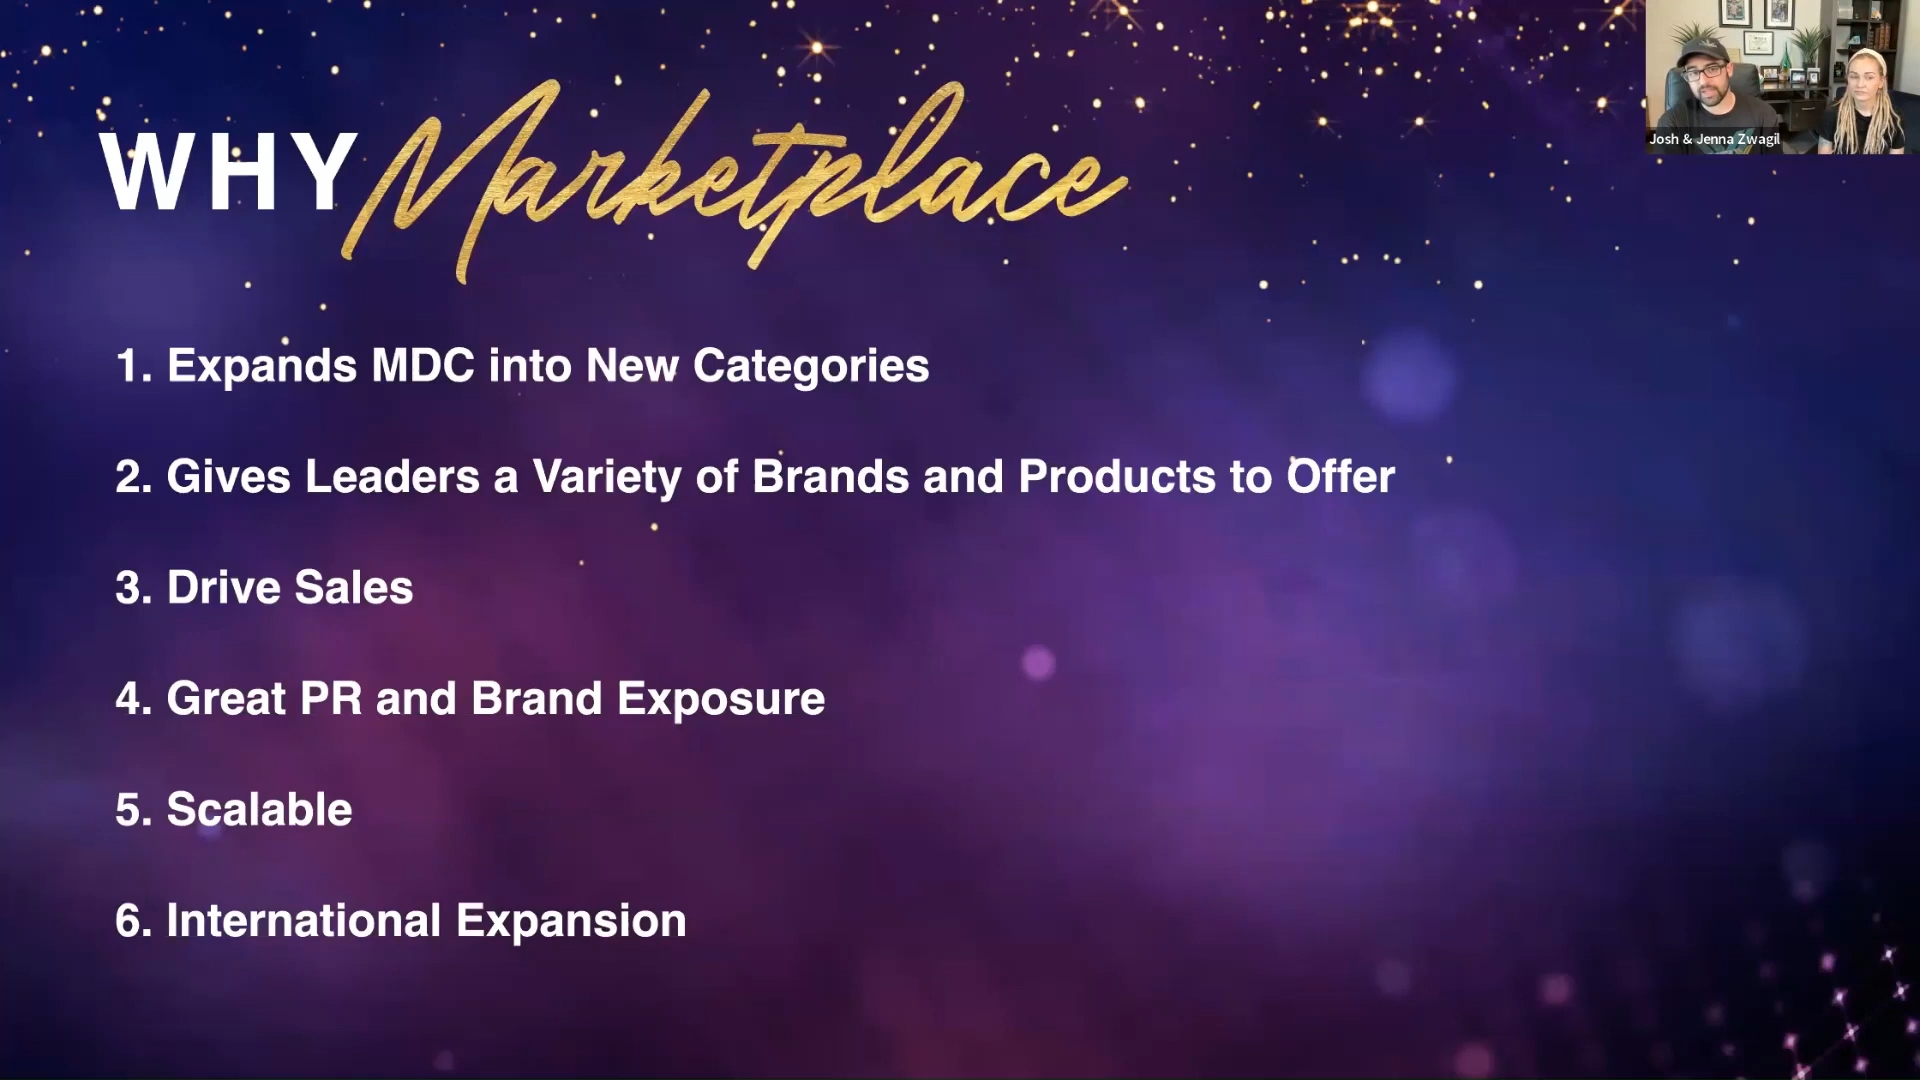 WHY Marketplace
Josh & Jenna Zwagil
1. Expands MDC into New Categories
2. Gives Leaders a Variety of Brands and Products to Offer
3. Drive Sales
4. Great PR and Brand Exposure
5. Scalable
6. International Expansion